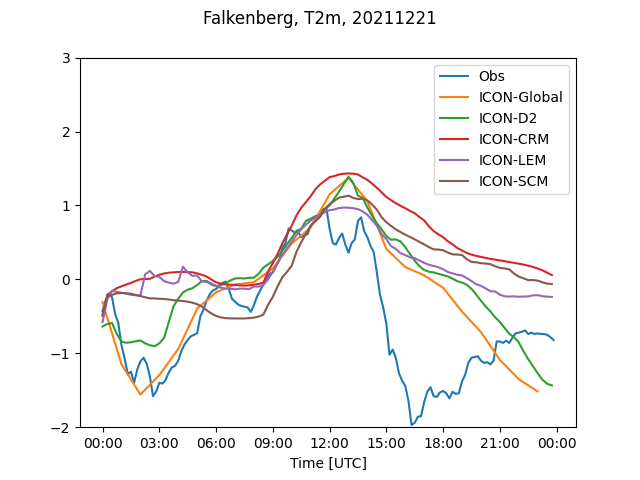 Falkenberg, T2m, 20211221
3
2
1
0
−1
−2
Obs
ICON-Global
ICON-D2
ICON-CRM
ICON-LEM
ICON-SCM
00:00 03:00 06:00 09:00 12:00 15:00 18:00 21:00 00:00
Time [UTC]